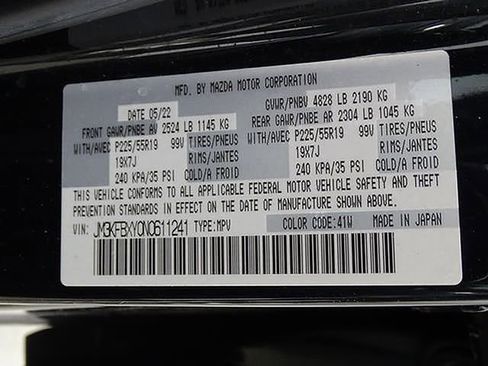 MFD. BY MAZDA MOTOR CORPORATION
DATE 05/22 GVWR/PNBV 4828 LB 2190 KG
FRONT GAWR/PNBE AV 2524 LB 1145 KG REAR GAWR/PNBE AR 2304 LB 1045 KG
WITH/AVEC P225/55R19 99V TIRES/PNEUS WITH/AVEC P225/55R19 99V TIRES/PNEUS
19X7J RIMS/JANTES 19X7J RIMS/JANTES
240 KPA/35 PSI COLD/A FROID 240 KPA/35 PSI COLD/A FROID
THIS VEHICLE CONFORMS TO ALL APPLICABLE FEDERAL MOTOR VEHICLE SAFETY AND THEFT
PREVENTION STANDARDS IN EFFECT ON THE DATE OF MANUFACTURE SHOWN ABOVE.
VIN: JM3KFBXY0N0611241 TYPE:MPV COLOR CODE:41W MADE IN JAPAN